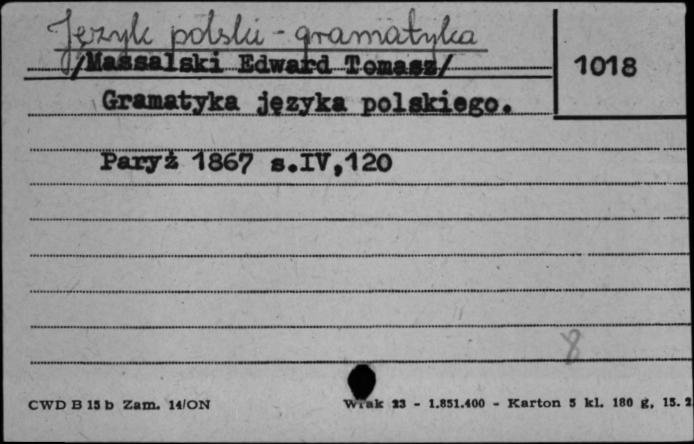 Język polski - gramatyka
/Massalski Edward Tomasz/
1018
Gramatyka języka polskiego.
Paryż 1867 s.IV,120
8
CWD B 15 b Zam. 14/ON
Wrak 23 - 1.851.400 - Karton 5 kl. 180 g, 15. 2